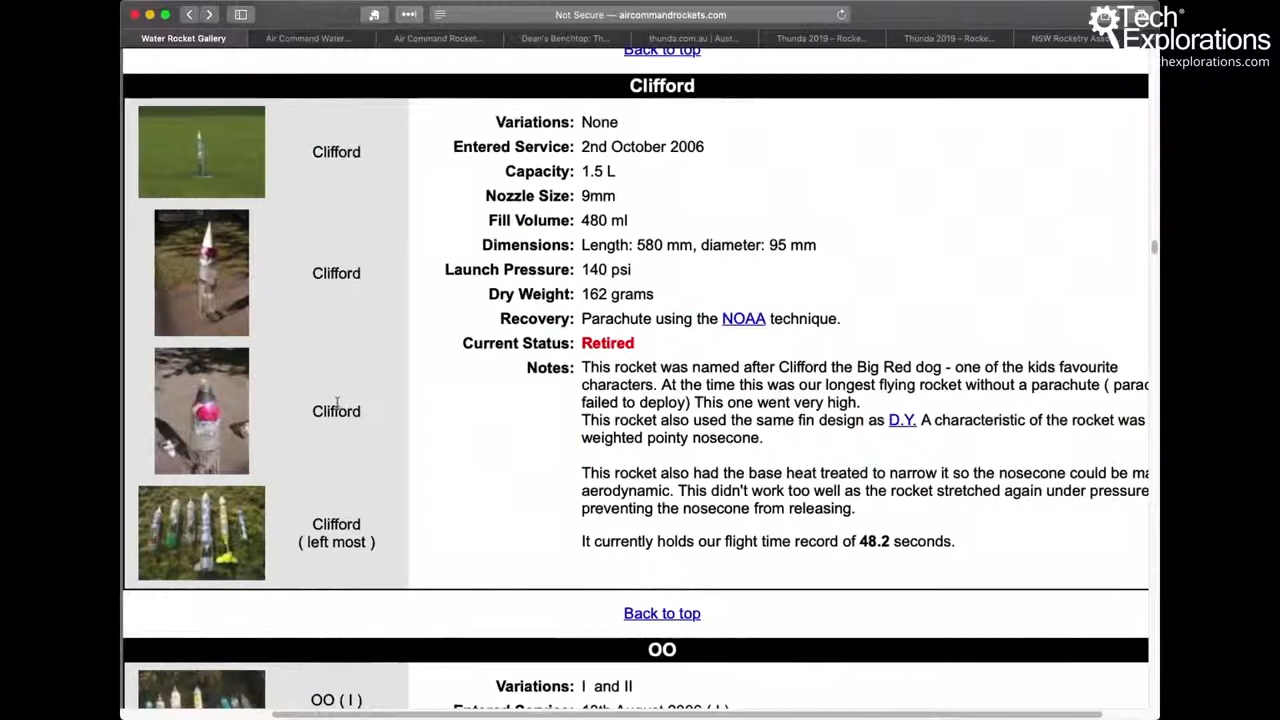 Not Secure — aircommandrockets.com
Tech
Explorations
techexplorations.com
Water Rocket Gallery
Air Command Water...
Air Command Rocket...
Dean's Benchtop: Th...
thunda.com.au | Aust...
Thunda 2019 – Rocke...
Thunda 2019 – Rocke...
NSW Rocketry Asso
Back to top
Clifford
Clifford
Clifford
Clifford
Clifford
( left most )
Variations: None
Entered Service: 2nd October 2006
Capacity: 1.5 L
Nozzle Size: 9mm
Fill Volume: 480 ml
Dimensions: Length: 580 mm, diameter: 95 mm
Launch Pressure: 140 psi
Dry Weight: 162 grams
Recovery: Parachute using the NOAA technique.
Current Status: Retired
Notes: This rocket was named after Clifford the Big Red dog - one of the kids favourite
characters. At the time this was our longest flying rocket without a parachute ( parac
failed to deploy) This one went very high.
This rocket also used the same fin design as D.Y. A characteristic of the rocket was
weighted pointy nosecone.
This rocket also had the base heat treated to narrow it so the nosecone could be ma
aerodynamic. This didn't work too well as the rocket stretched again under pressure
preventing the nosecone from releasing.
It currently holds our flight time record of 48.2 seconds.
Back to top
OO
OO ( I )
Variations: I and II
Entered Service: 13th August 2006 ( I )